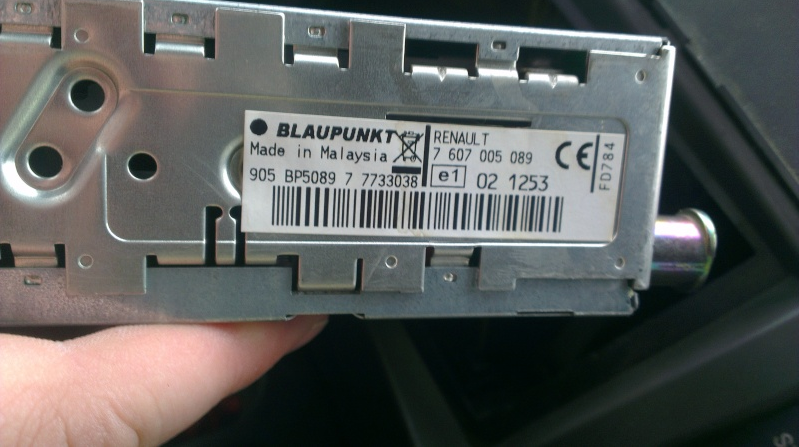 BLAUPUNKT
RENAULT
Made in Malaysia
7 607 005 089
CE
905 BP5089 7 7733038
e1
02 1253
FD784